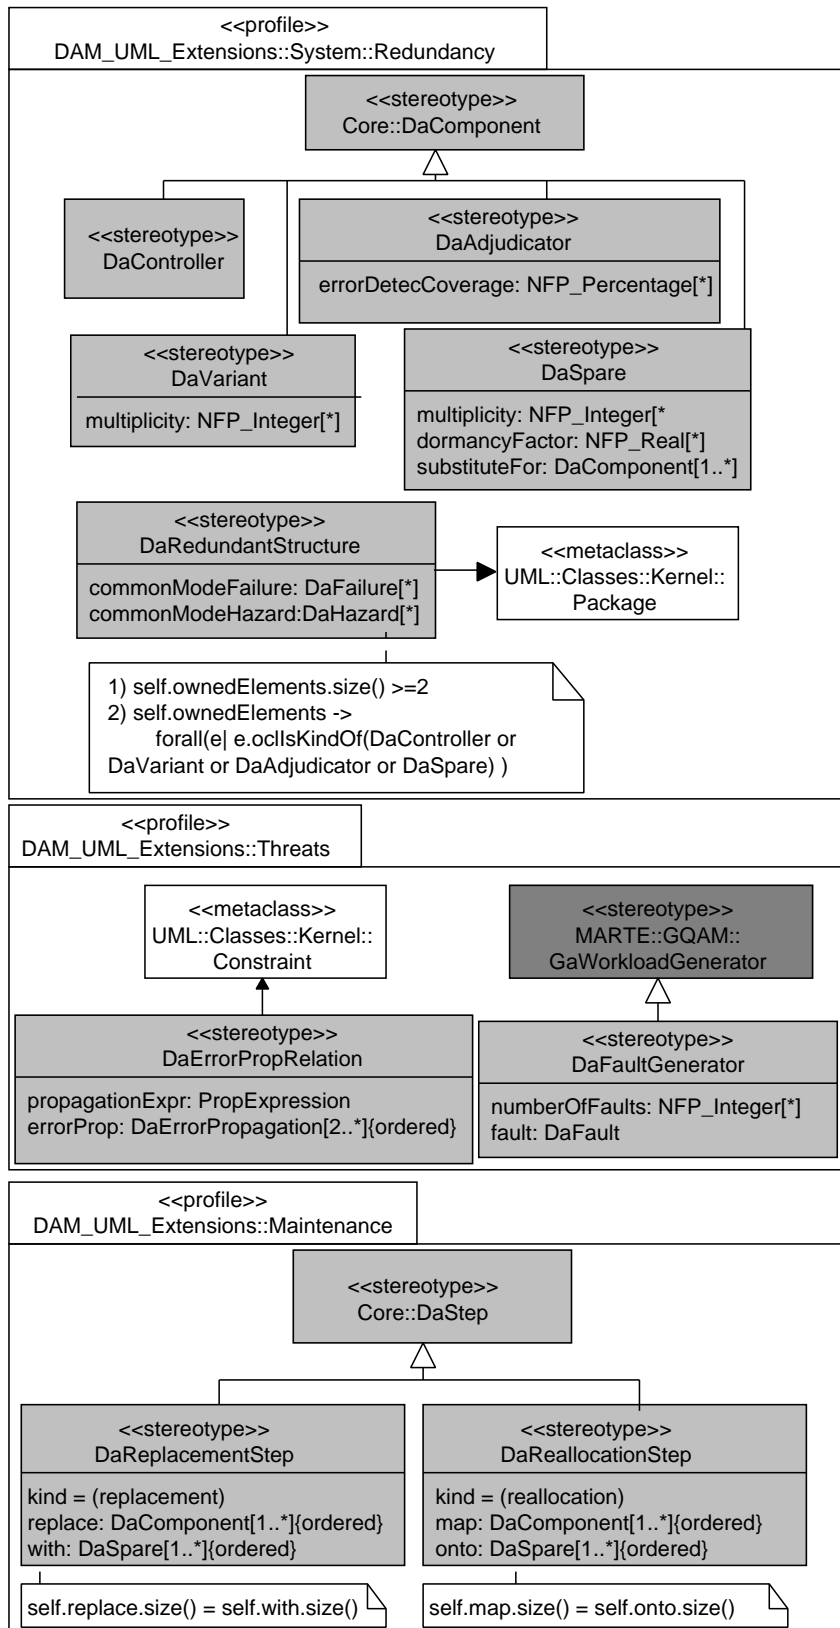 <<profile>>
DAM_UML_Extensions::System::Redundancy
<<stereotype>>
Core::DaComponent
<<stereotype>>
DaController
<<stereotype>>
DaAdjudicator
errorDetecCoverage: NFP_Percentage[*]
<<stereotype>>
DaVariant
multiplicity: NFP_Integer[*]
<<stereotype>>
DaSpare
multiplicity: NFP_Integer[*
dormancyFactor: NFP_Real[*]
substituteFor: DaComponent[1..*]
<<stereotype>>
DaRedundantStructure
commonModeFailure: DaFailure[*]
commonModeHazard:DaHazard[*]
<<metaclass>>
UML::Classes::Kernel::
Package
1) self.ownedElements.size() >=2
2) self.ownedElements ->
forall(e| e.oclIsKindOf(DaController or
DaVariant or DaAdjudicator or DaSpare) )
<<profile>>
DAM_UML_Extensions::Threats
<<metaclass>>
UML::Classes::Kernel::
Constraint
<<stereotype>>
MARTE::GQAM::
GaWorkloadGenerator
<<stereotype>>
DaErrorPropRelation
propagationExpr: PropExpression
errorProp: DaErrorPropagation[2..*]{ordered}
<<stereotype>>
DaFaultGenerator
numberOfFaults: NFP_Integer[*]
fault: DaFault
<<profile>>
DAM_UML_Extensions::Maintenance
<<stereotype>>
Core::DaStep
<<stereotype>>
DaReplacementStep
kind = (replacement)
replace: DaComponent[1..*]{ordered}
with: DaSpare[1..*]{ordered}
self.replace.size() = self.with.size()
<<stereotype>>
DaReallocationStep
kind = (reallocation)
map: DaComponent[1..*]{ordered}
onto: DaSpare[1..*]{ordered}
self.map.size() = self.onto.size()